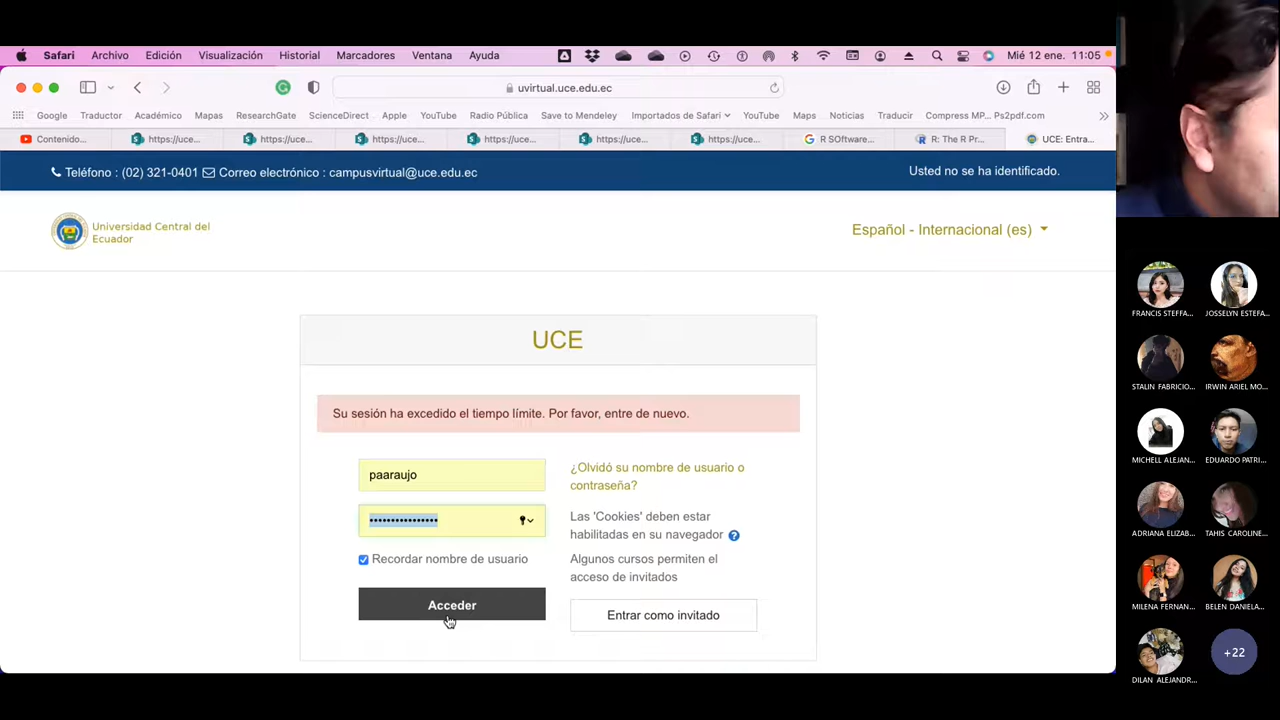 Safari Archivo Edición Visualización Historial Marcadores Ventana Ayuda Mié 12 ene. 11:05
uvirtual.uce.edu.ec
Google Traductor Académico Mapas ResearchGate ScienceDirect Apple YouTube Radio Pública Save to Mendeley Importados de Safari YouTube Maps Noticias Traducir Compress MP... Ps2pdf.com
Contenido... https://uce... https://uce... https://uce... https://uce... https://uce... https://uce... R SOftware... R: The R Pr... UCE: Entra...
Teléfono : (02) 321-0401 Correo electrónico : campusvirtual@uce.edu.ec
Usted no se ha identificado.
Universidad Central del
Ecuador
Español - Internacional (es)
UCE
Su sesión ha excedido el tiempo límite. Por favor, entre de nuevo.
paaraujo
••••••••••••••••
Recordar nombre de usuario
Acceder
¿Olvidó su nombre de usuario o
contraseña?
Las 'Cookies' deben estar
habilitadas en su navegador
Algunos cursos permiten el
acceso de invitados
Entrar como invitado
FRANCIS STEFFA... JOSSELYN ESTEFA...
STALIN FABRICIO... IRWIN ARIEL MO...
MICHELL ALEJAN... EDUARDO PATRI...
ADRIANA ELIZAB... TAHIS CAROLINE...
MILENA FERNAN... BELEN DANIELA...
+22
DILAN ALEJANDR...